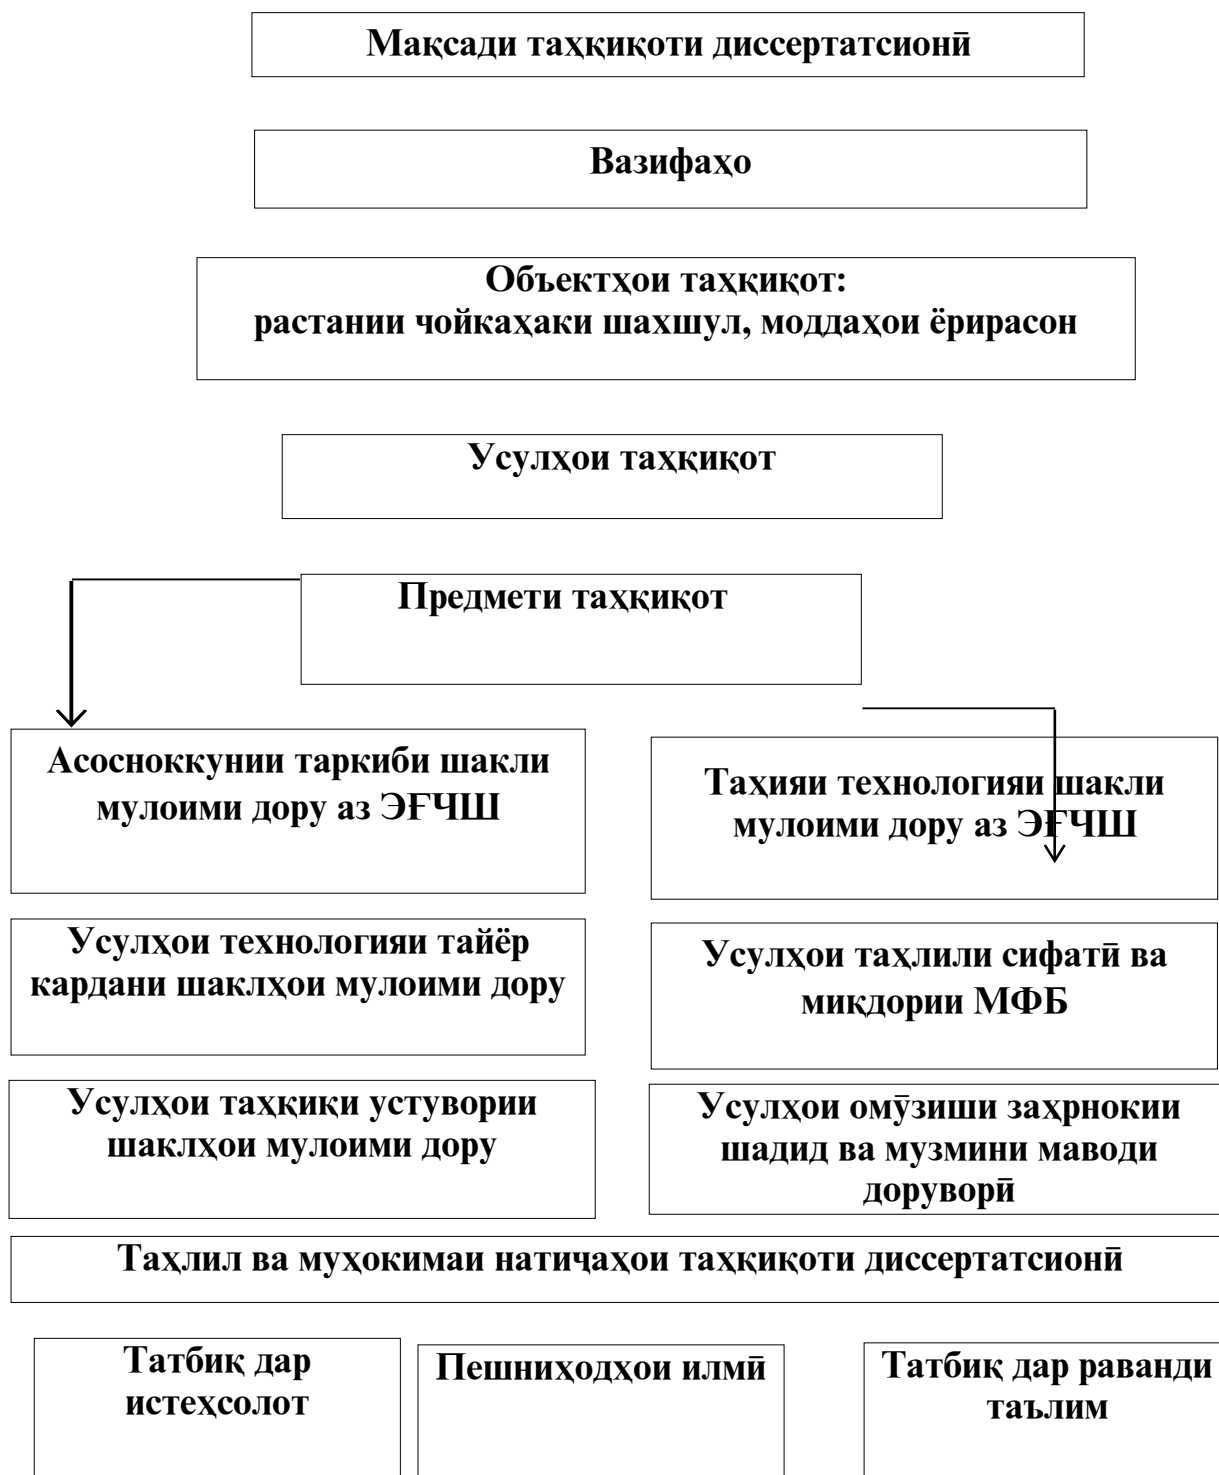 Мақсади таҳқиқоти диссертатсионӣ
Вазифаҳо
Объектҳои таҳқиқот:
растании чойкаҳаки шахшул, моддаҳои ёрирасон
Усулҳои таҳқиқот
Предмети таҳқиқот
Асосноккунии таркиби шакли
мулоими дору аз ЭҒЧШ
Таҳияи технологияи шакли
мулоими дору аз ЭҒЧШ
Усулҳои технологияи тайёр
кардани шаклҳои мулоими дору
Усулҳои таҳлили сифатӣ ва
миқдории МФБ
Усулҳои таҳқиқи устувории
шаклҳои мулоими дору
Усулҳои омӯзиши заҳрнокии
шадид ва музмини маводи
доруворӣ
Таҳлил ва муҳокимаи натиҷаҳои таҳқиқоти диссертатсионӣ
Татбиқ дар
истеҳсолот
Пешниҳодҳои илмӣ
Татбиқ дар раванди
таълим